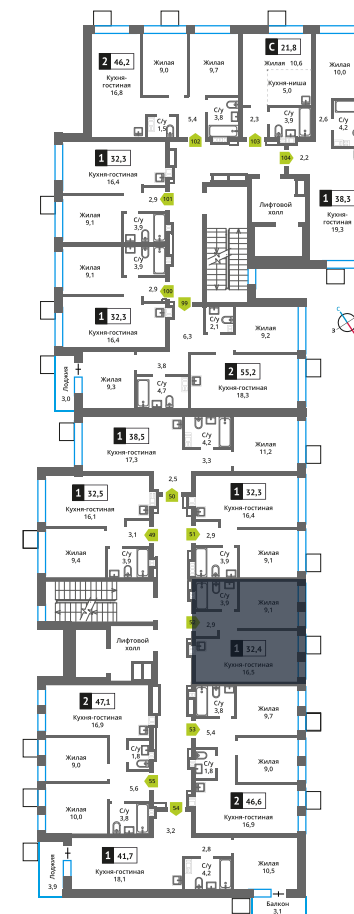 2 46,2
Кухня-
гостиная
16,8
Жилая
9,0
Жилая
9,7
С 21,8
Жилая 10,6
Кухня-ниша
5,0
Жилая
10,0
С/у
1,5
5,4
С/у
3,8
2,3
С/у
3,9
2,6
С/у
4,2
102
103
104
2,2
1 32,3
Кухня-гостиная
16,4
2,9
101
Жилая
9,1
С/у
3,9
Лифтовой
холл
1 38,3
Кухня-
гостиная
19,3
Жилая
9,1
С/у
3,9
2,9
100
99
1 32,3
Кухня-гостиная
16,4
6,3
С/у
2,1
Жилая
9,2
С
З
Лоджия
3,0
Жилая
9,3
3,8
С/у
4,7
2 55,2
Кухня-гостиная
18,3
1 38,5
Кухня-гостиная
17,3
С/у
4,2
3,3
Жилая
11,2
2,5
50
1 32,5
Кухня-гостиная
16,1
1 32,3
Кухня-гостиная
16,4
3,1
49
51
2,9
Жилая
9,4
С/у
3,9
С/у
3,9
Жилая
9,1
С/у
3,9
Жилая
9,1
2,9
1 32,4
Кухня-гостиная
16,5
Лифтовой
холл
2 47,1
Кухня-гостиная
16,9
С/у
3,8
Жилая
9,7
53
5,4
Жилая
9,0
С/у
1,8
С/у
1,8
Жилая
9,0
55
5,6
Жилая
10,0
С/у
3,8
54
2 46,6
Кухня-гостиная
16,9
3,2
1 41,7
Кухня-гостиная
18,1
2,8
С/у
4,2
Жилая
10,5
Лоджия
3,9
Балкон
3,1